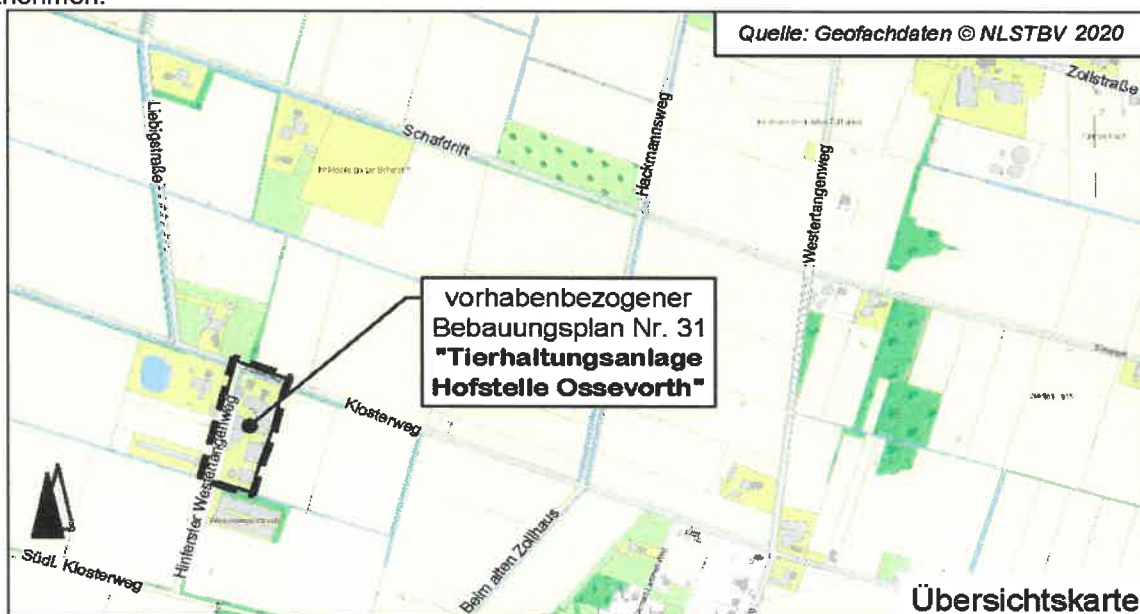 nehmen.
Quelle: Geofachdaten © NLSTBV 2020
Zollstraße
Liebigstraße
Schafdrift
Hackmannsweg
Westertangenweg
vorhabenbezogener
Bebauungsplan Nr. 31
"Tierhaltungsanlage
Hofstelle Ossevorth"
Klosterweg
Hinterster Westertangenweg
Südl. Klosterweg
Beim alten Zollhaus
Übersichtskarte